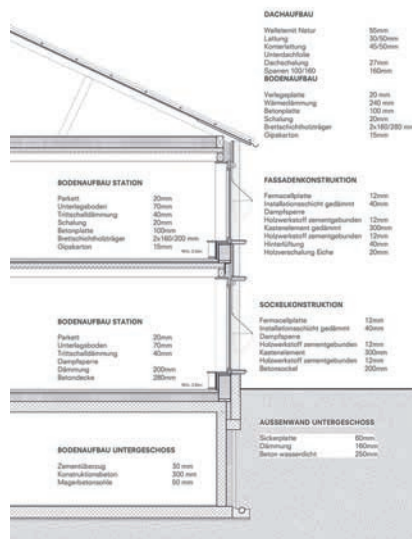 DACHAUFBAU
Welleternit Natur 55mm
Lattung 30/50mm
Konterlattung 45/50mm
Unterdachfolie
Dachschalung 27mm
Sparren 100/160 160mm
BODENAUFBAU
Verlegeplatte 20 mm
Wärmedämmung 240 mm
Betonplatte 100 mm
Schalung 20mm
Brettschichtholzträger 2x160/280 mm
Gipskarton 15mm
BODENAUFBAU STATION
Parkett 20mm
Unterlagsboden 70mm
Trittschalldämmung 40mm
Schalung 20mm
Betonplatte 100mm
Brettschichtholzträger 2x160/200 mm
Gipskarton 15mm
FASSADENKONSTRUKTION
Fermacellplatte 12mm
Installationsschicht gedämmt 40mm
Dampfsperre
Holzwerkstoff zementgebunden 12mm
Kastenelement gedämmt 300mm
Holzwerkstoff zementgebunden 12mm
Hinterlüftung 40mm
Holzverschalung Eiche 20mm
BODENAUFBAU STATION
Parkett 20mm
Unterlagsboden 70mm
Trittschalldämmung 40mm
Dampfsperre
Dämmung 200mm
Betondecke 280mm
SOCKELKONSTRUKTION
Fermacellplatte 12mm
Installationsschicht gedämmt 40mm
Dampfsperre
Holzwerkstoff zementgebunden 12mm
Kastenelement 300mm
Holzwerkstoff zementgebunden 12mm
Betonsockel 200mm
AUSSENWAND UNTERGESCHOSS
Sickerplatte 60mm
Dämmung 160mm
Beton wasserdicht 250mm
BODENAUFBAU UNTERGESCHOSS
Zementüberzug 30 mm
Konstruktionsbeton 300 mm
Magerbetonsohle 50 mm